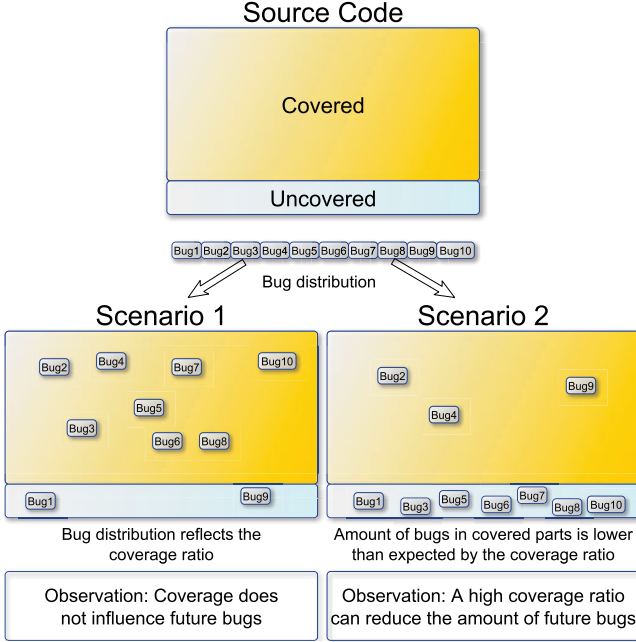 Source Code
Covered
Uncovered
Bug1 Bug2 Bug3 Bug4 Bug5 Bug6 Bug7 Bug8 Bug9 Bug10
Bug distribution
Scenario 1
Bug2 Bug4 Bug7 Bug10
Bug5
Bug3 Bug6 Bug8
Bug1 Bug9
Bug distribution reflects the
coverage ratio
Observation: Coverage does
not influence future bugs
Scenario 2
Bug2 Bug9
Bug4
Bug1 Bug3 Bug5 Bug6 Bug7 Bug8 Bug10
Amount of bugs in covered parts is lower
than expected by the coverage ratio
Observation: A high coverage ratio
can reduce the amount of future bugs